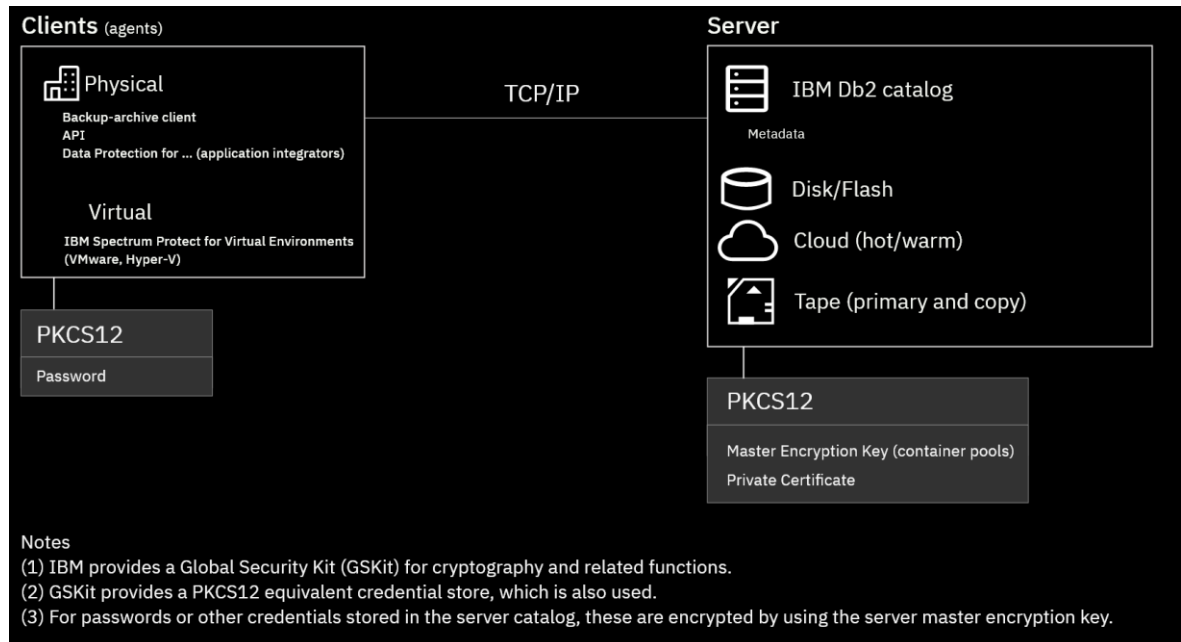 Clients (agents)
Physical
Backup-archive client
API
Data Protection for ... (application integrators)
Virtual
IBM Spectrum Protect for Virtual Environments
(VMware, Hyper-V)
PKCS12
Password
TCP/IP
Server
IBM Db2 catalog
Metadata
Disk/Flash
Cloud (hot/warm)
Tape (primary and copy)
PKCS12
Master Encryption Key (container pools)
Private Certificate
Notes
(1) IBM provides a Global Security Kit (GSKit) for cryptography and related functions.
(2) GSKit provides a PKCS12 equivalent credential store, which is also used.
(3) For passwords or other credentials stored in the server catalog, these are encrypted by using the server master encryption key.